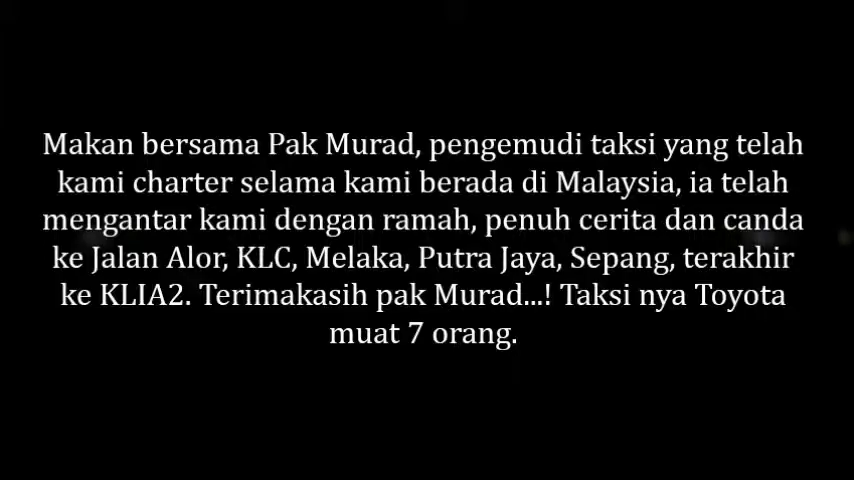 Makan bersama Pak Murad, pengemudi taksi yang telah
kami charter selama kami berada di Malaysia, ia telah
mengantar kami dengan ramah, penuh cerita dan canda
ke Jalan Alor, KLC, Melaka, Putra Jaya, Sepang, terakhir
ke KLIA2. Terimakasih pak Murad...! Taksi nya Toyota
muat 7 orang.